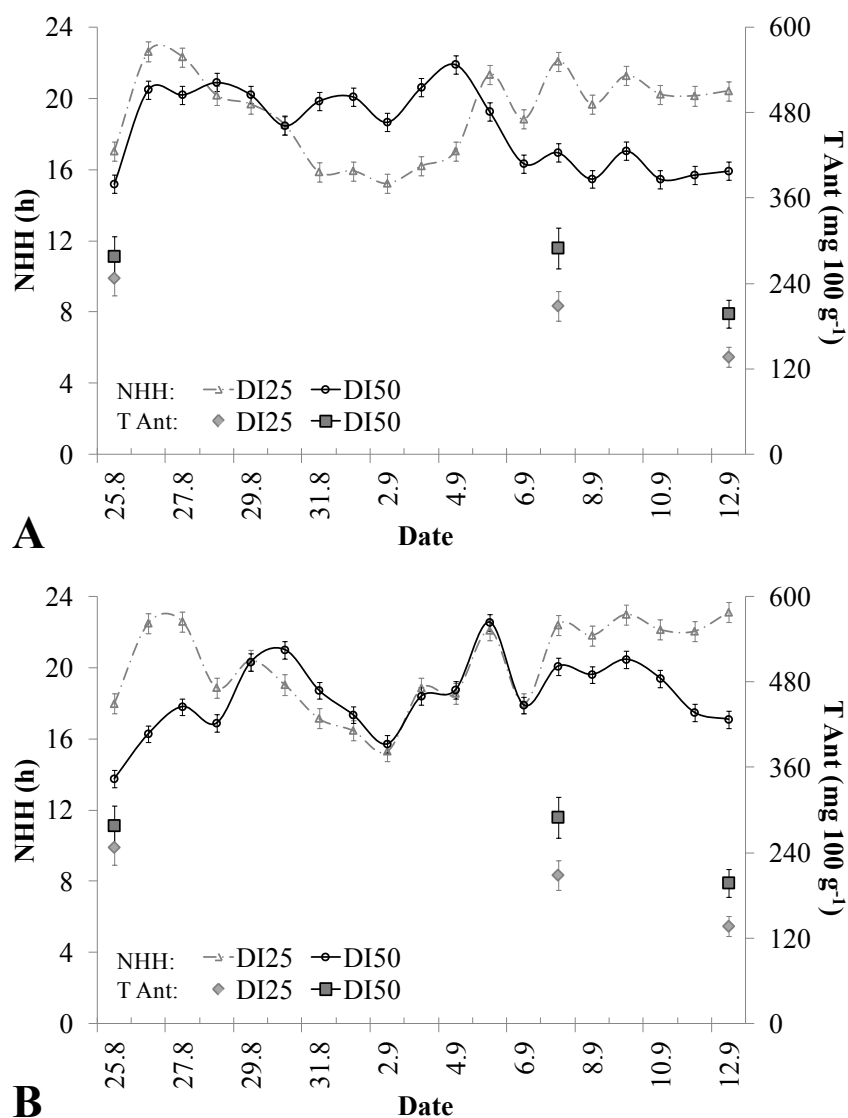 24
20
16
12
8
4
0
NHH (h)
600
480
360
240
120
0
T Ant (mg 100 g⁻¹)
NHH: DI25 DI50
T Ant: DI25 DI50
25.8 27.8 29.8 31.8 2.9 4.9 6.9 8.9 10.9 12.9
Date
A
24
20
16
12
8
4
0
NHH (h)
600
480
360
240
120
0
T Ant (mg 100 g⁻¹)
NHH: DI25 DI50
T Ant: DI25 DI50
25.8 27.8 29.8 31.8 2.9 4.9 6.9 8.9 10.9 12.9
Date
B